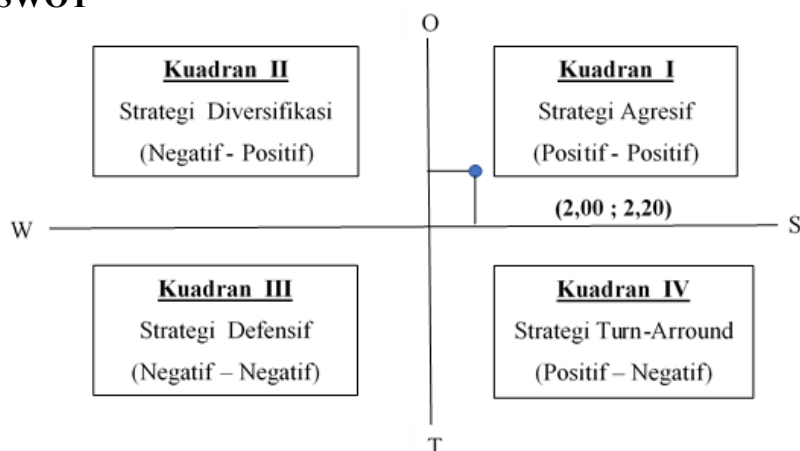 SWOT
O
Kuadran II
Strategi Diversifikasi
(Negatif - Positif)
Kuadran I
Strategi Agresif
(Positif - Positif)
(2,00 ; 2,20)
W
S
Kuadran III
Strategi Defensif
(Negatif – Negatif)
Kuadran IV
Strategi Turn-Arround
(Positif – Negatif)
T